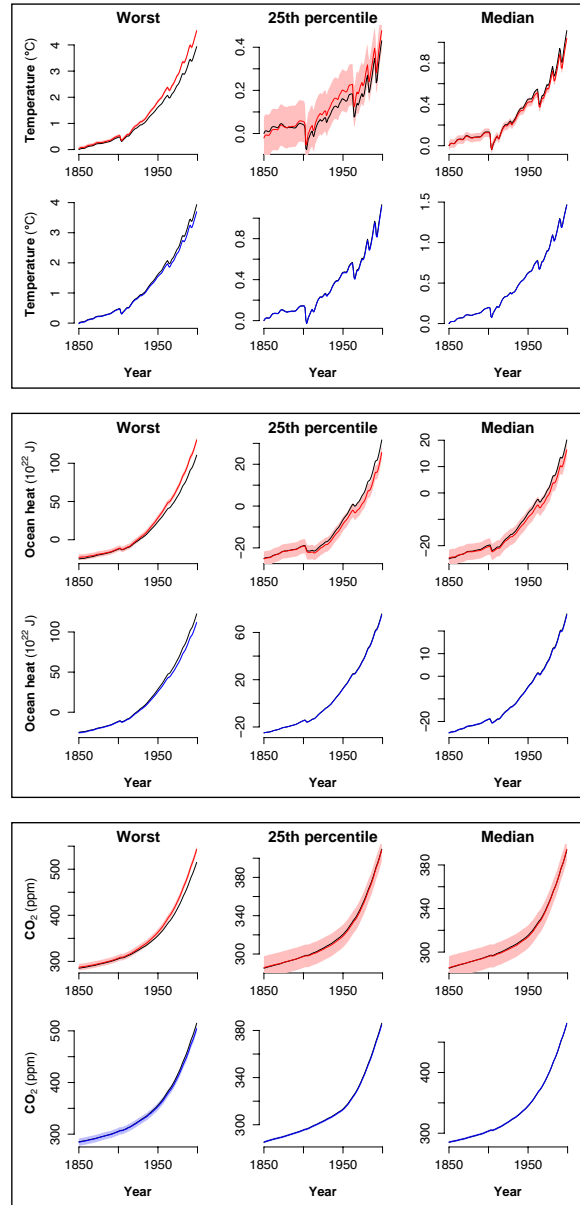 Worst 25th percentile Median
Temperature (°C)
0 1 2 3 4
1850 1950
0.0 0.2 0.4
1850 1950
0.0 0.4 0.8
1850 1950
Temperature (°C)
0 1 2 3 4
1850 1950
0.0 0.4 0.8
1850 1950
0.0 0.5 1.0 1.5
1850 1950
Year Year Year
Worst 25th percentile Median
Ocean heat (10²² J)
0 50 100
1850 1950
−20 0 20
1850 1950
−20 −10 0 10 20
1850 1950
Ocean heat (10²² J)
0 50 100
1850 1950
−20 20 60
1850 1950
−20 0 20
1850 1950
Year Year Year
Worst 25th percentile Median
CO₂ (ppm)
300 400 500
1850 1950
300 340 380
1850 1950
300 340 380
1850 1950
CO₂ (ppm)
300 400 500
1850 1950
300 340 380
1850 1950
300 400
1850 1950
Year Year Year